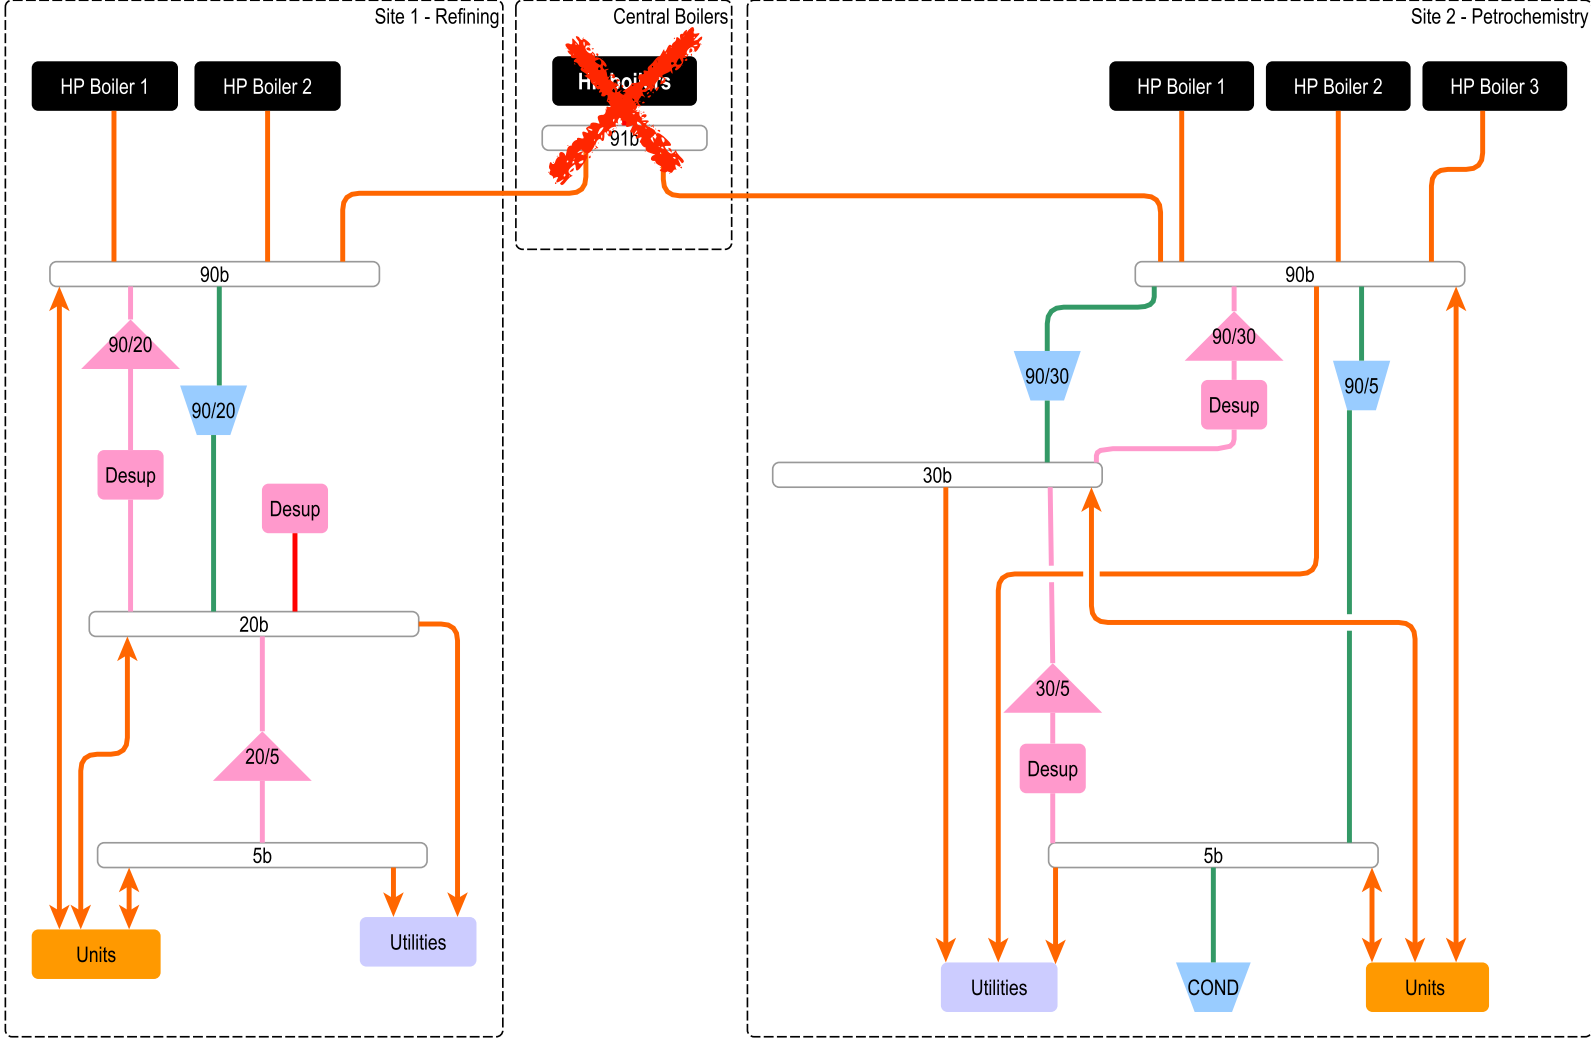 Site 1 - Refining
Central Boilers
Site 2 - Petrochemistry
HP Boiler 1
HP Boiler 2
91b
HP Boiler 1
HP Boiler 2
HP Boiler 3
90b
90b
90/20
90/20
Desup
Desup
20b
20/5
5b
Units
Utilities
90/30
90/30
90/5
Desup
30b
30/5
Desup
5b
Utilities
COND
Units